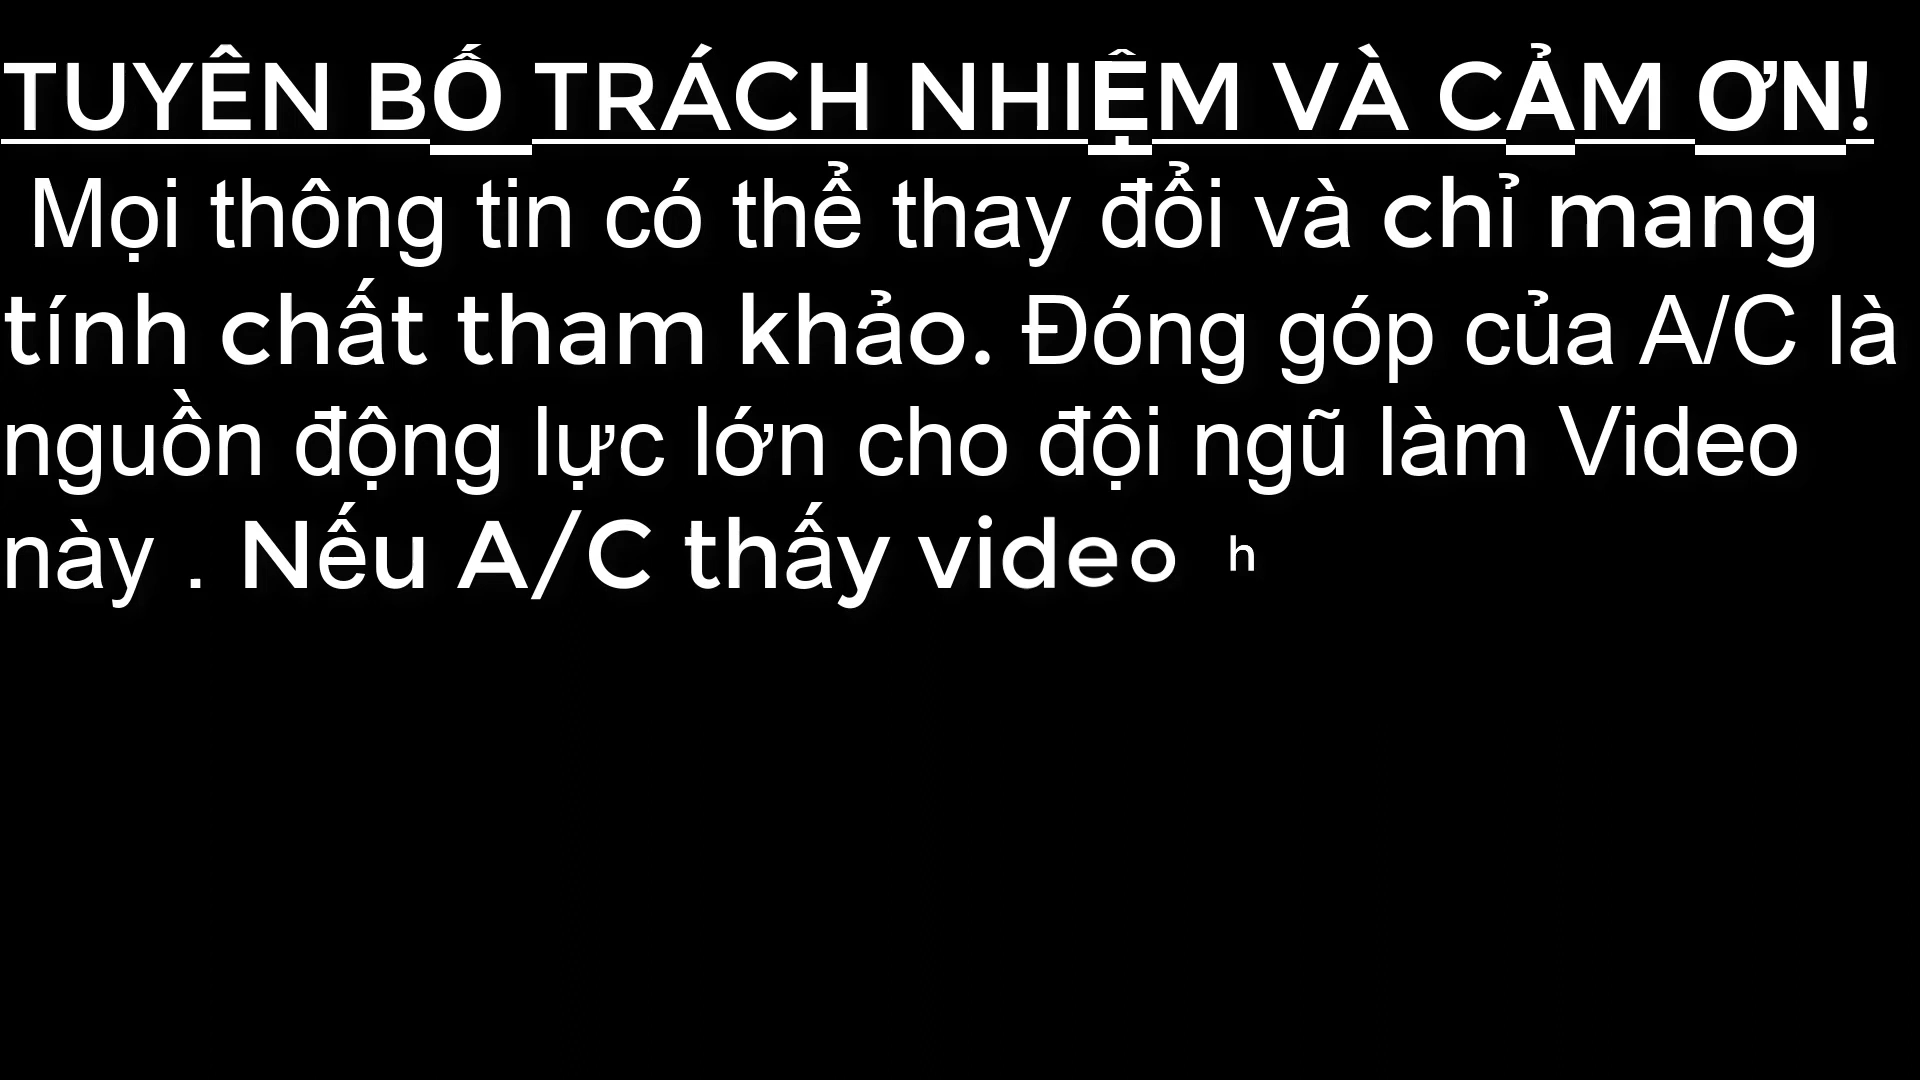 TUYÊN BỐ TRÁCH NHIỆM VÀ CẢM ƠN!
Mọi thông tin có thể thay đổi và chỉ mang
tính chất tham khảo. Đóng góp của A/C là
nguồn động lực lớn cho đội ngũ làm Video
này . Nếu A/C thấy video h